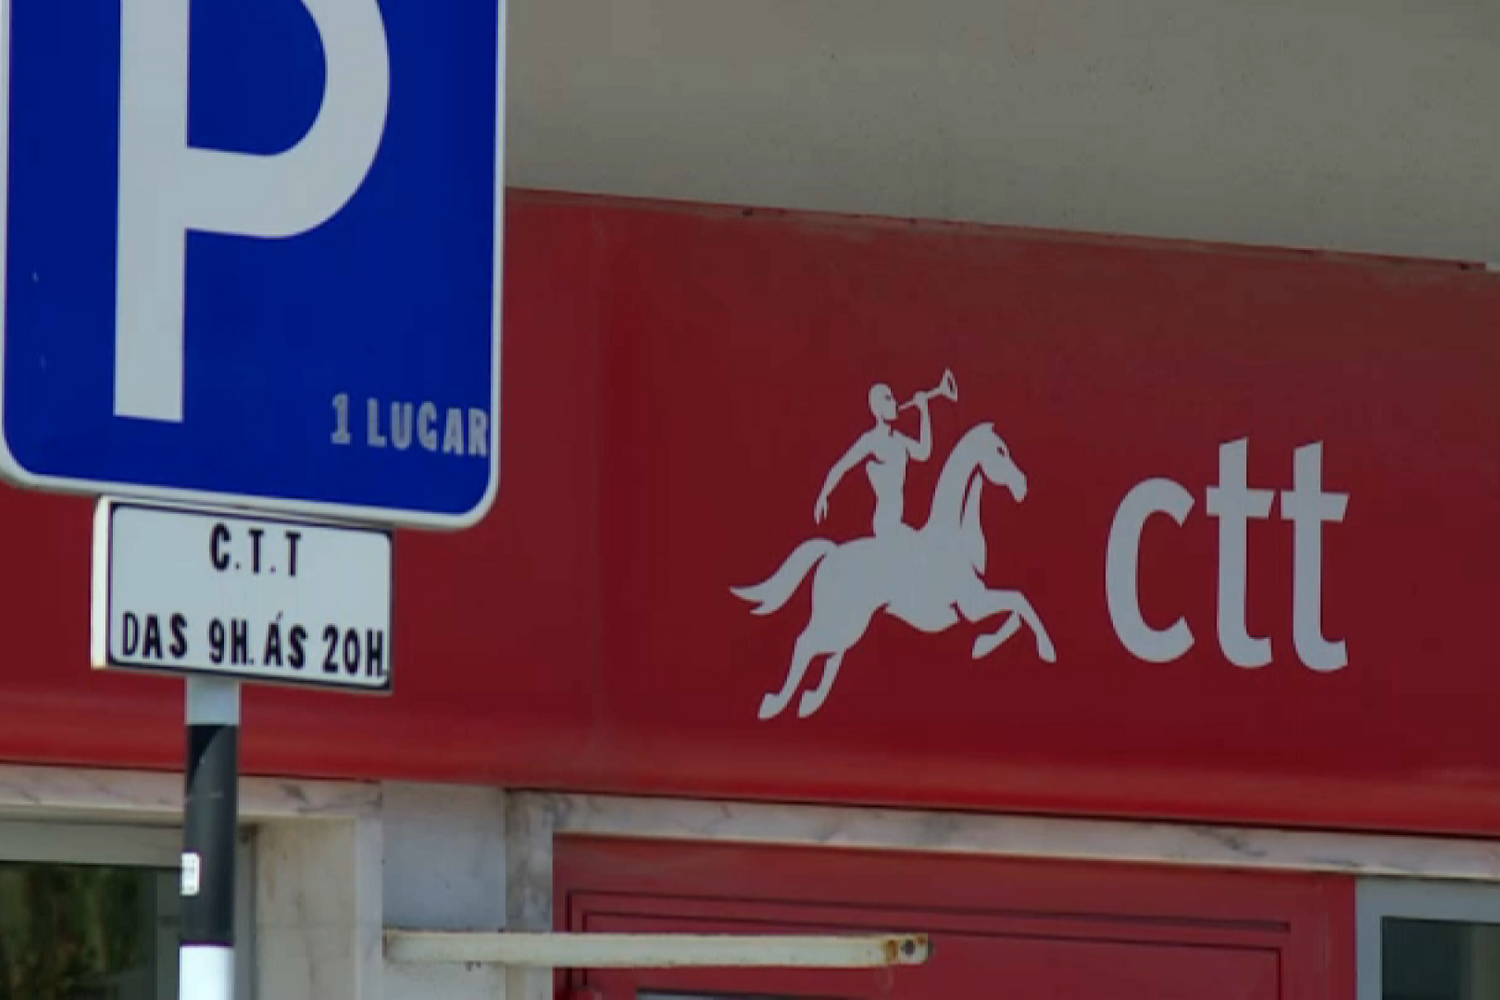 P
1 LUGAR
C.T.T
DAS 9H. ÁS 20H.
ctt